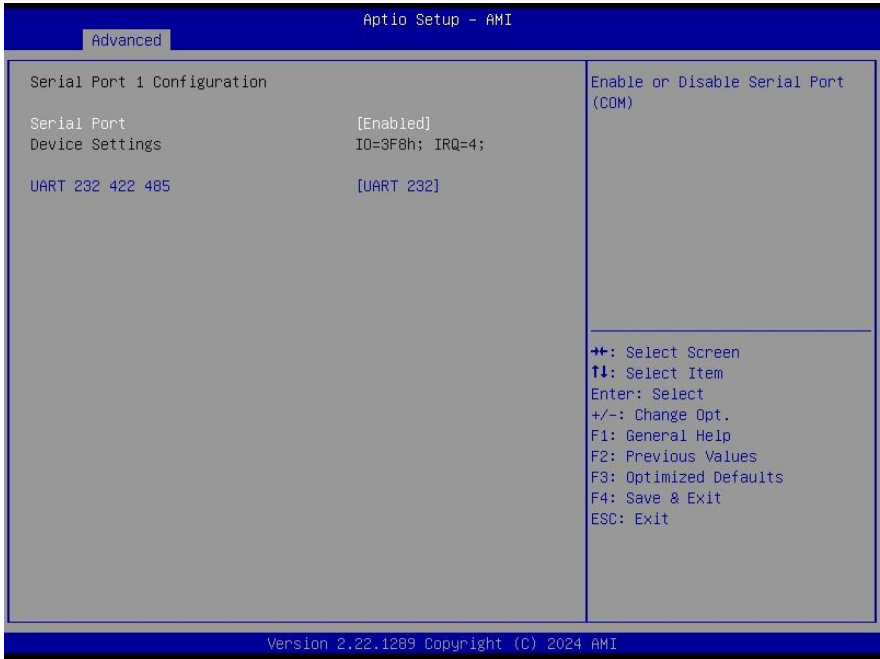 Aptio Setup – AMI
Advanced
Serial Port 1 Configuration
Serial Port [Enabled]
Device Settings IO=3F8h; IRQ=4;
UART 232 422 485 [UART 232]
Enable or Disable Serial Port
(COM)
→←: Select Screen
↑↓: Select Item
Enter: Select
+/-: Change Opt.
F1: General Help
F2: Previous Values
F3: Optimized Defaults
F4: Save & Exit
ESC: Exit
Version 2.22.1289 Copyright (C) 2024 AMI